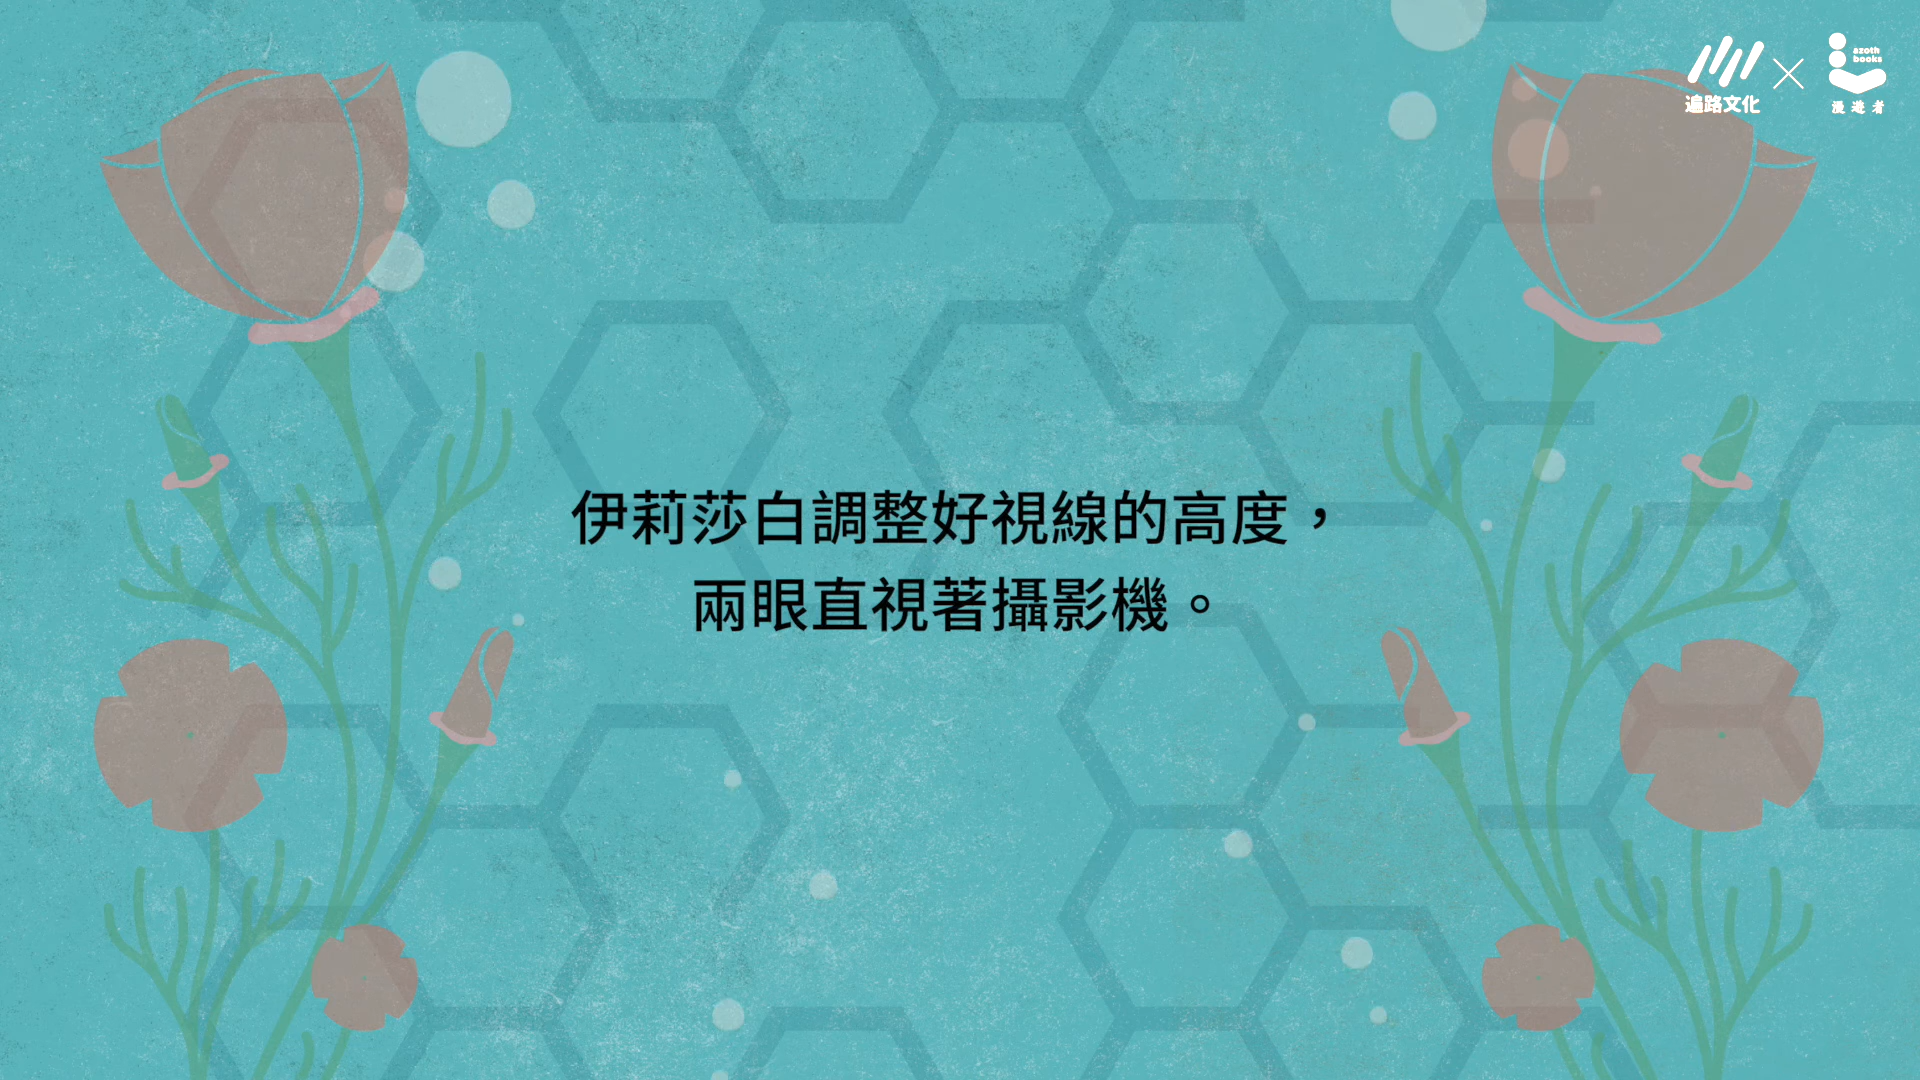 azoth
books
遍路文化
漫遊者
伊莉莎白調整好視線的高度，
兩眼直視著攝影機。